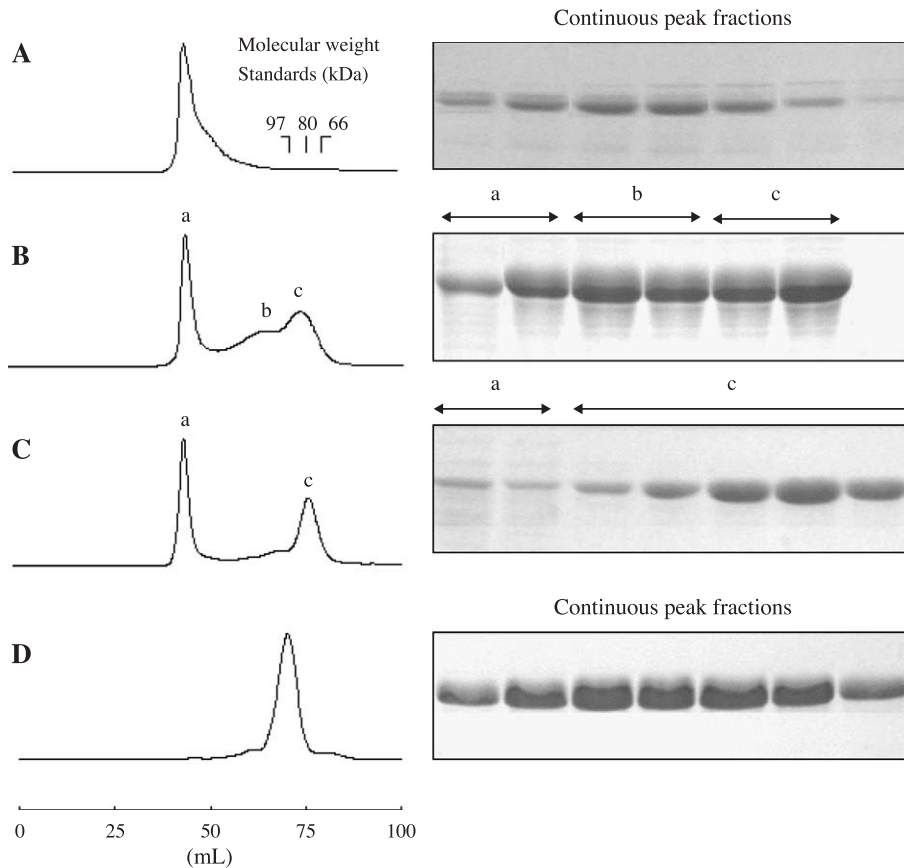 Continuous peak fractions
A
Molecular weight
Standards (kDa)
97 80 66
a b c
B
a
b
c
a c
C
a
c
Continuous peak fractions
D
0 25 50 75 100
(mL)